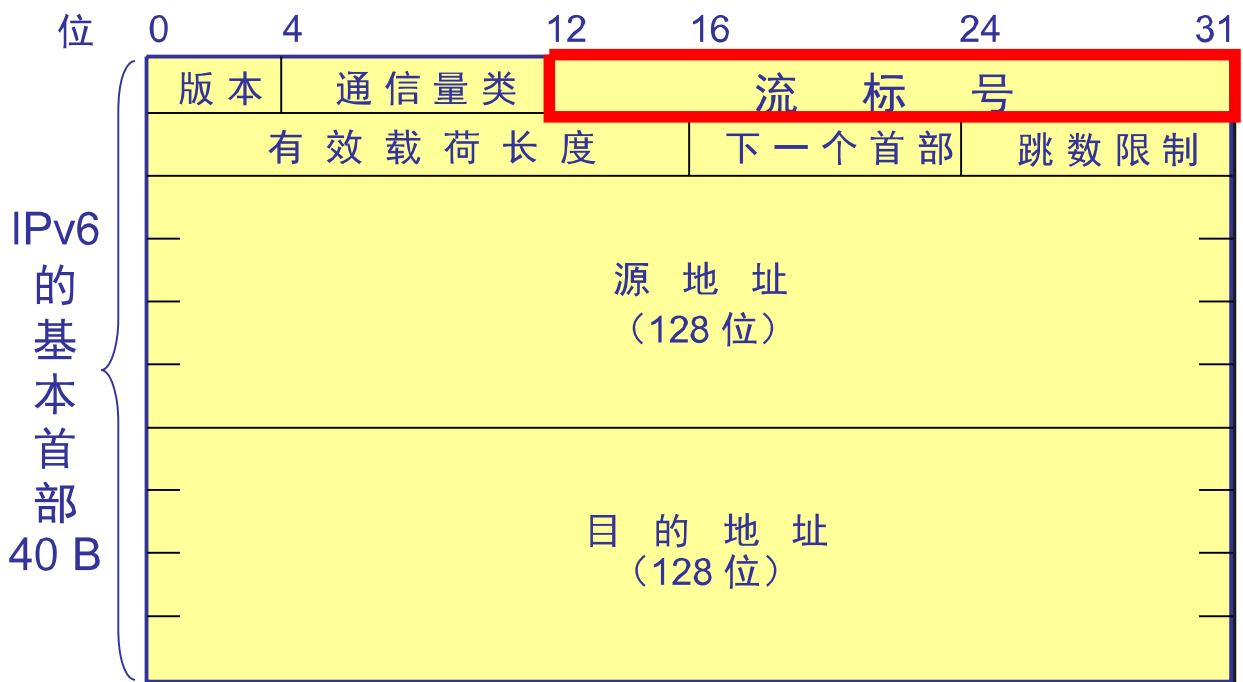 位 0 4 12 16 24 31
版本 通信量类 流标号
有效载荷长度 下一个首部 跳数限制
IPv6
的
基
本
首
部
40 B
源地址
（128 位）
目的地址
（128 位）